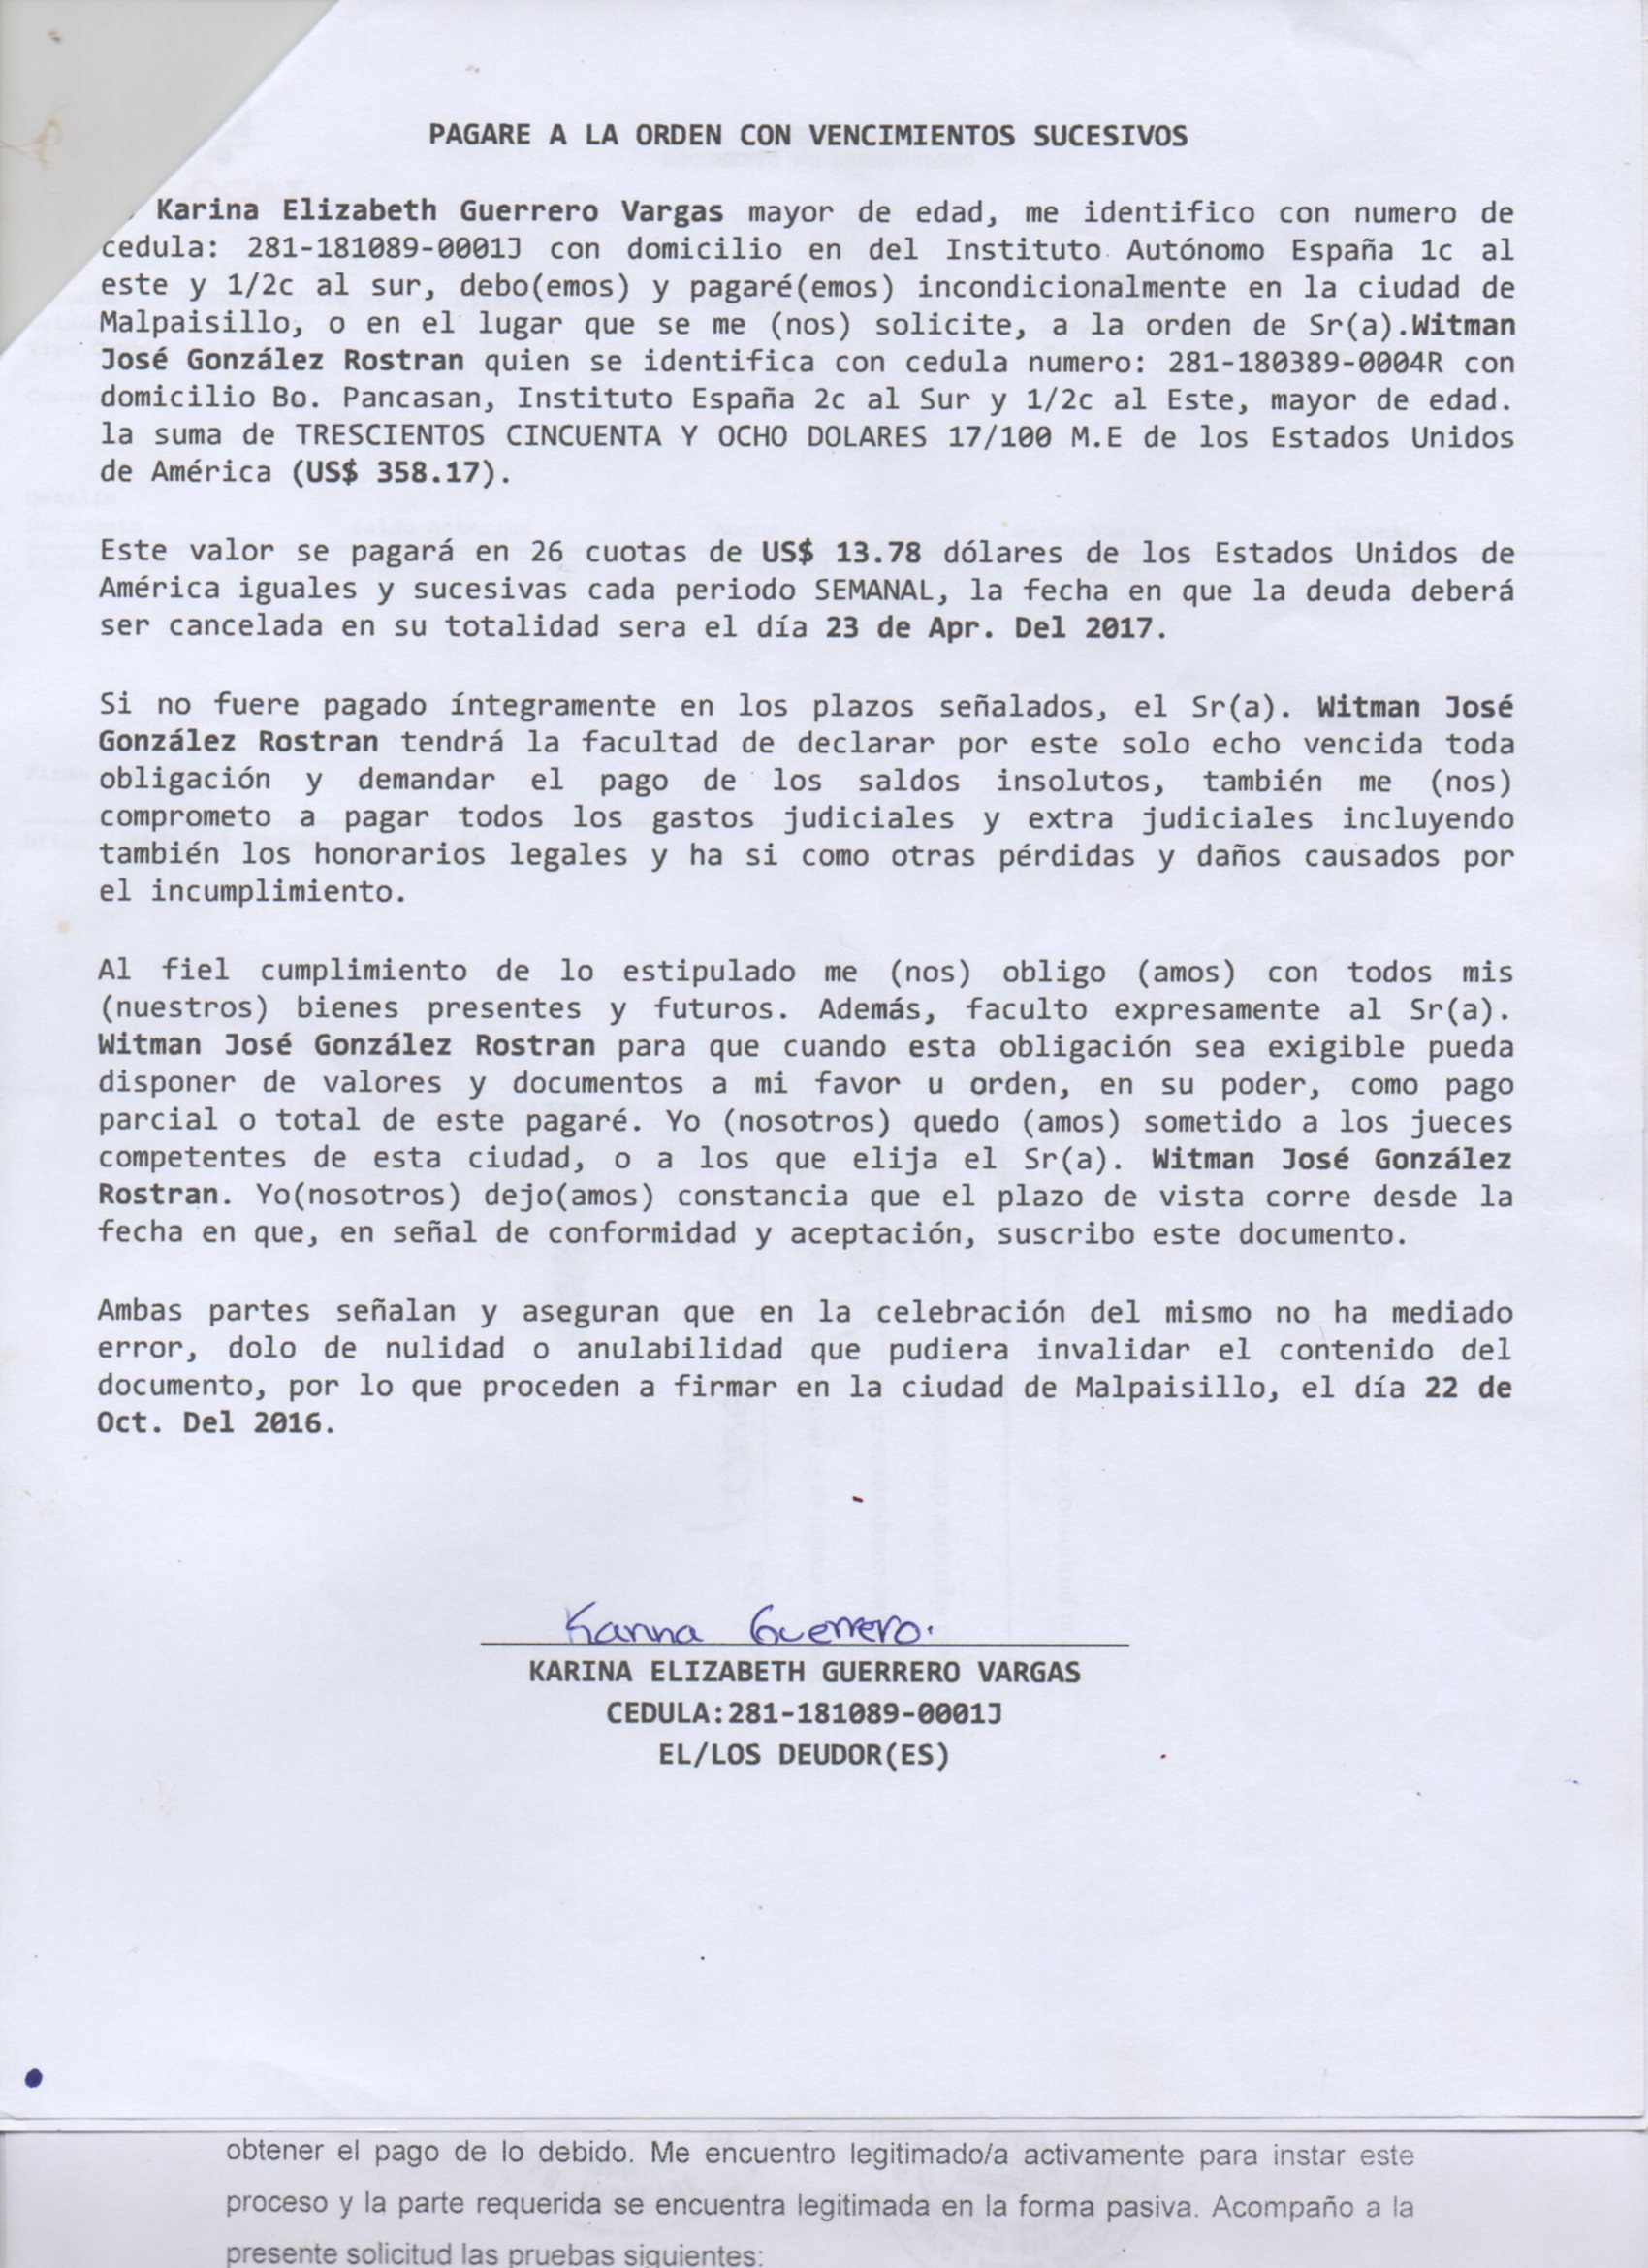 PAGARE A LA ORDEN CON VENCIMIENTOS SUCESIVOS
Karina Elizabeth Guerrero Vargas mayor de edad, me identifico con numero de
cedula: 281-181089-0001J con domicilio en del Instituto Autónomo España 1c al
este y 1/2c al sur, debo(emos) y pagaré(emos) incondicionalmente en la ciudad de
Malpaisillo, o en el lugar que se me (nos) solicite, a la orden de Sr(a).Witman
José González Rostran quien se identifica con cedula numero: 281-180389-0004R con
domicilio Bo. Pancasan, Instituto España 2c al Sur y 1/2c al Este, mayor de edad.
la suma de TRESCIENTOS CINCUENTA Y OCHO DOLARES 17/100 M.E de los Estados Unidos
de América (US$ 358.17).
Este valor se pagará en 26 cuotas de US$ 13.78 dólares de los Estados Unidos de
América iguales y sucesivas cada periodo SEMANAL, la fecha en que la deuda deberá
ser cancelada en su totalidad sera el día 23 de Apr. Del 2017.
Si no fuere pagado íntegramente en los plazos señalados, el Sr(a). Witman José
González Rostran tendrá la facultad de declarar por este solo echo vencida toda
obligación y demandar el pago de los saldos insolutos, también me (nos)
comprometo a pagar todos los gastos judiciales y extra judiciales incluyendo
también los honorarios legales y ha si como otras pérdidas y daños causados por
el incumplimiento.
Al fiel cumplimiento de lo estipulado me (nos) obligo (amos) con todos mis
(nuestros) bienes presentes y futuros. Además, faculto expresamente al Sr(a).
Witman José González Rostran para que cuando esta obligación sea exigible pueda
disponer de valores y documentos a mi favor u orden, en su poder, como pago
parcial o total de este pagaré. Yo (nosotros) quedo (amos) sometido a los jueces
competentes de esta ciudad, o a los que elija el Sr(a). Witman José González
Rostran. Yo(nosotros) dejo(amos) constancia que el plazo de vista corre desde la
fecha en que, en señal de conformidad y aceptación, suscribo este documento.
Ambas partes señalan y aseguran que en la celebración del mismo no ha mediado
error, dolo de nulidad o anulabilidad que pudiera invalidar el contenido del
documento, por lo que proceden a firmar en la ciudad de Malpaisillo, el día 22 de
Oct. Del 2016.
Karina Guerrero.
KARINA ELIZABETH GUERRERO VARGAS
CEDULA:281-181089-0001J
EL/LOS DEUDOR(ES)
obtener el pago de lo debido. Me encuentro legitimado/a activamente para instar este
proceso y la parte requerida se encuentra legitimada en la forma pasiva. Acompaño a la
presente solicitud las pruebas siguientes: